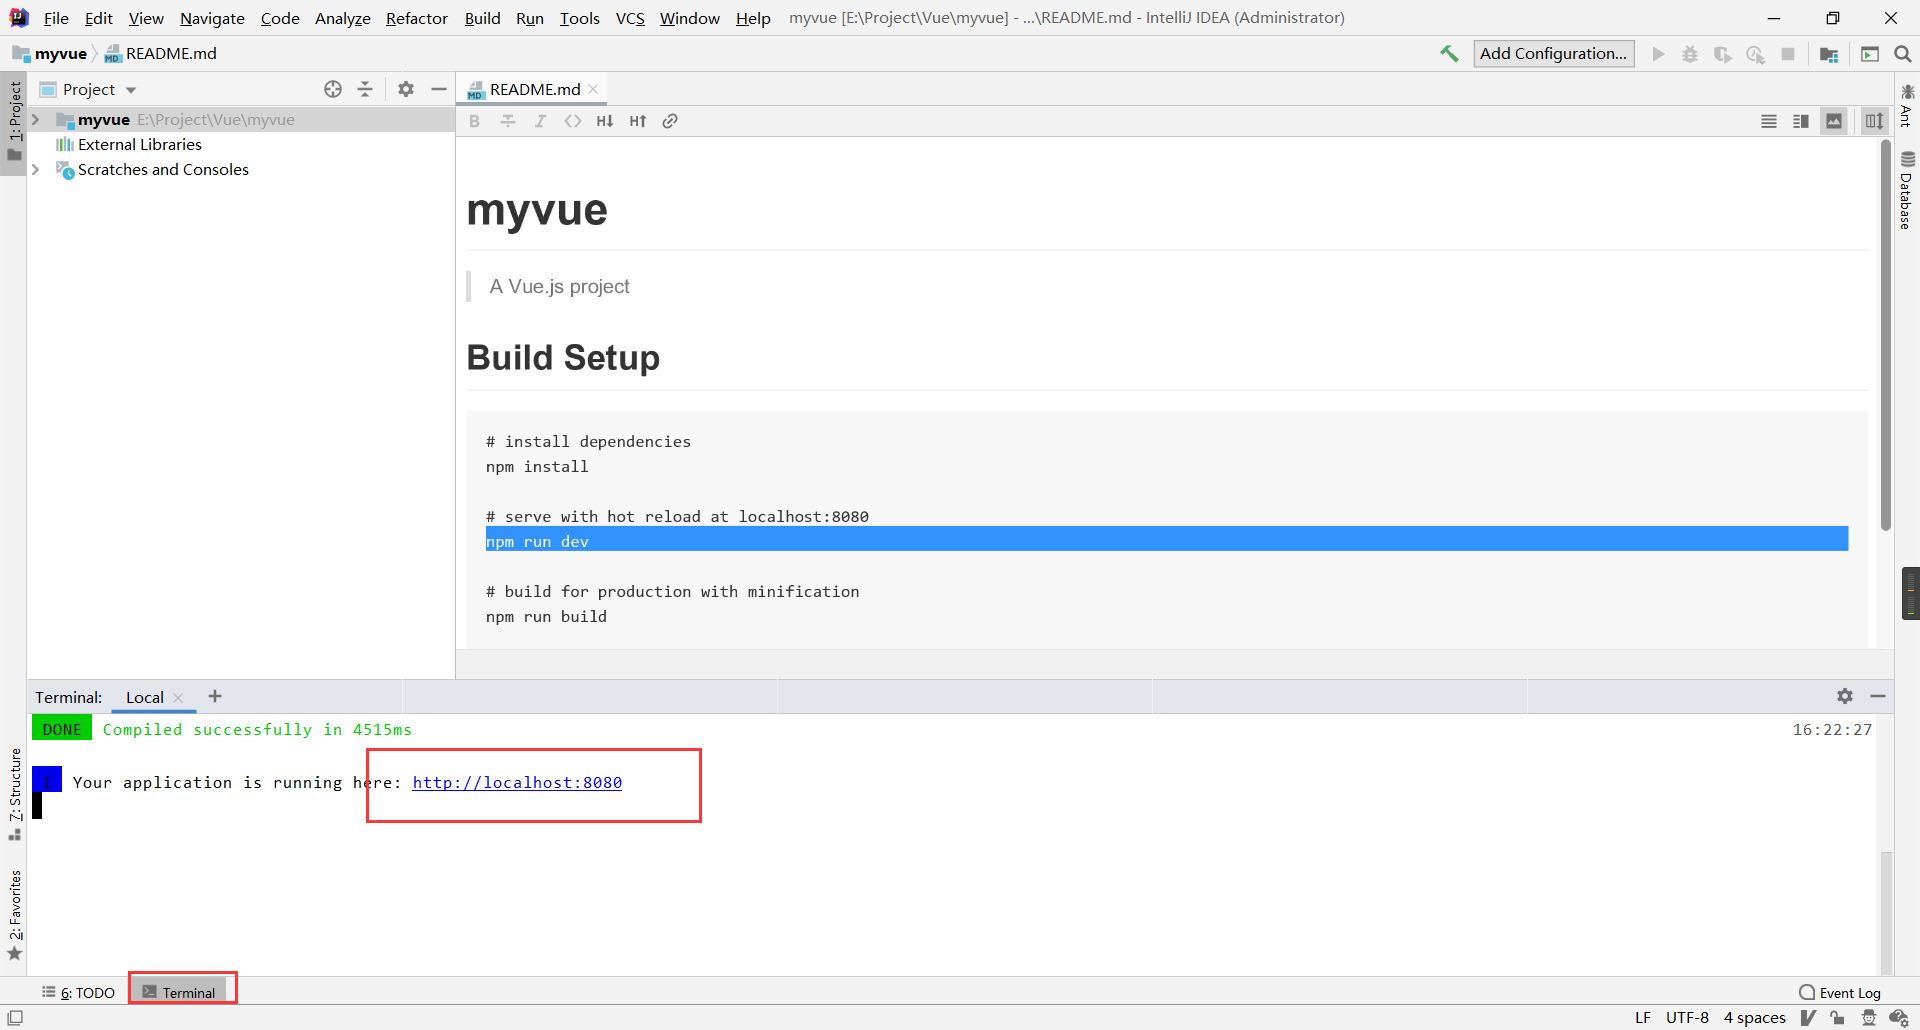 File Edit View Navigate Code Analyze Refactor Build Run Tools VCS Window Help myvue [E:\Project\Vue\myvue] - ...\README.md - IntelliJ IDEA (Administrator)
myvue README.md Add Configuration...
1: Project
Project
README.md
myvue E:\Project\Vue\myvue
External Libraries
Scratches and Consoles
B I H↓ H↑
Ant
Database
myvue
A Vue.js project
Build Setup
# install dependencies
npm install
# serve with hot reload at localhost:8080
npm run dev
# build for production with minification
npm run build
Terminal: Local
DONE Compiled successfully in 4515ms 16:22:27
I Your application is running here: http://localhost:8080
7: Structure
2: Favorites
6: TODO Terminal Event Log
LF UTF-8 4 spaces